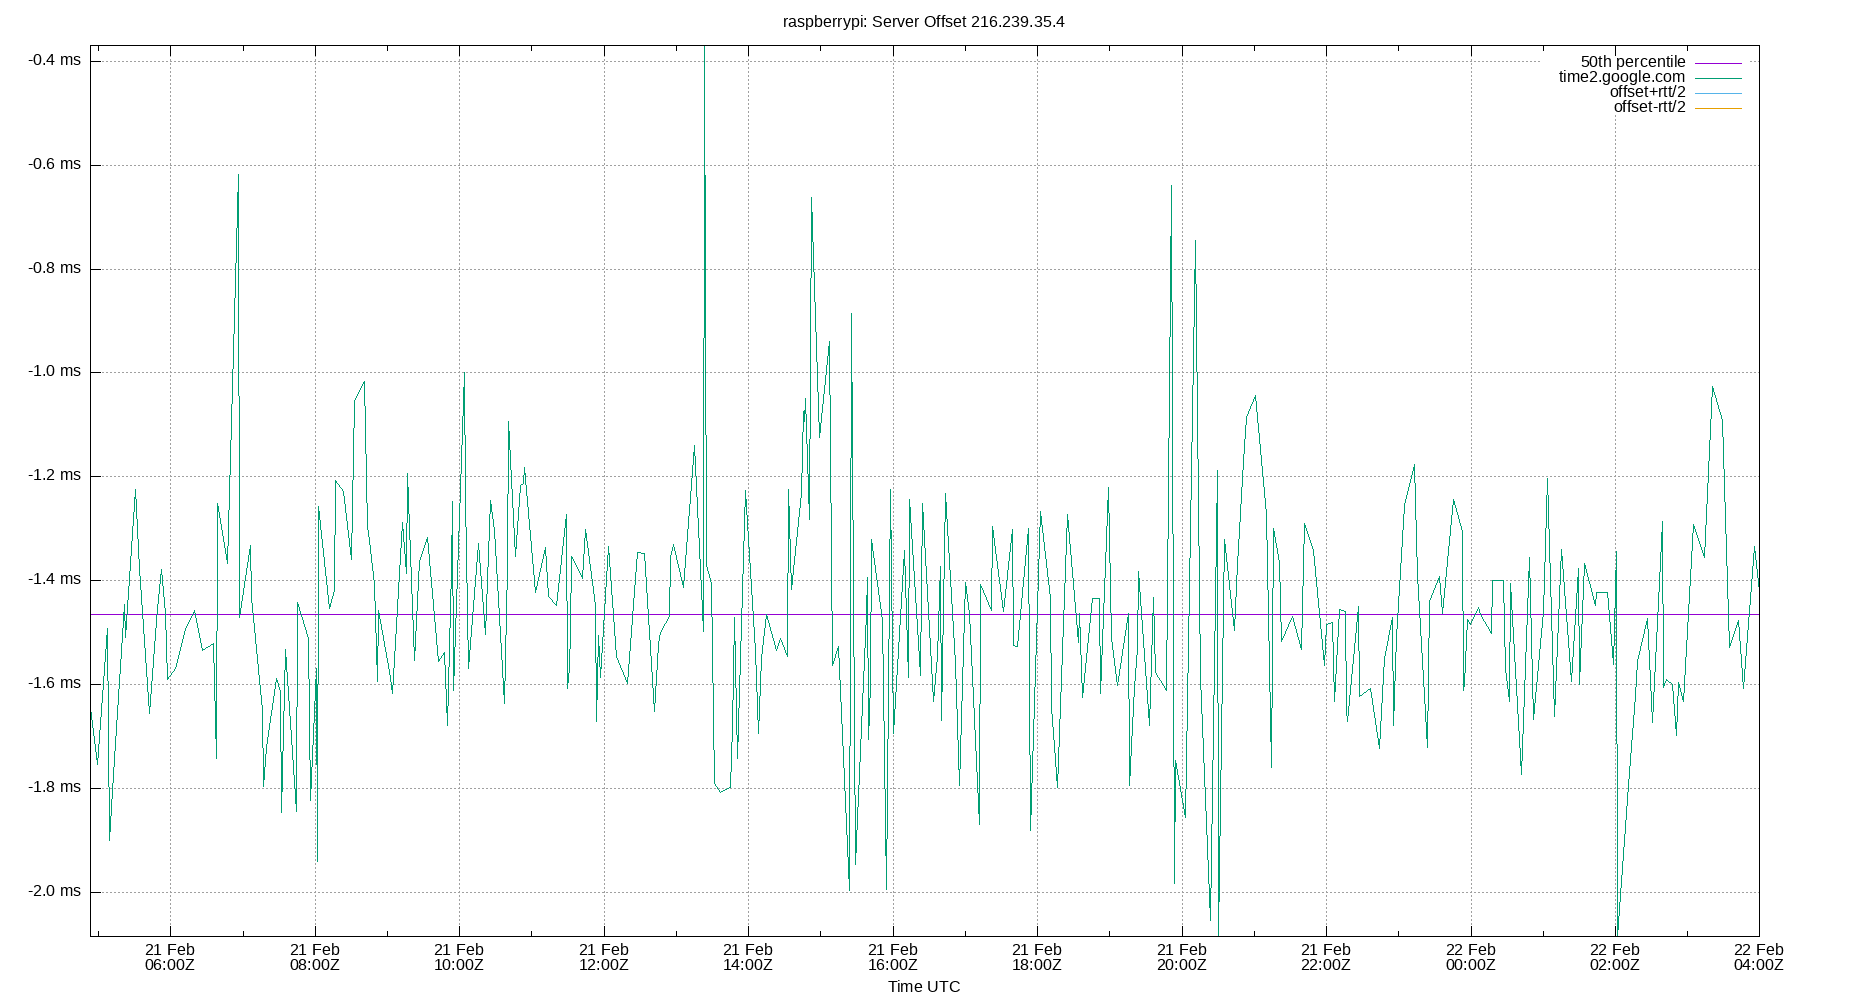 raspberrypi: Server Offset 216.239.35.4
-0.4 ms
-0.6 ms
-0.8 ms
-1.0 ms
-1.2 ms
-1.4 ms
-1.6 ms
-1.8 ms
-2.0 ms
50th percentile
time2.google.com
offset+rtt/2
offset-rtt/2
21 Feb 21 Feb 21 Feb 21 Feb 21 Feb 21 Feb 21 Feb 21 Feb 21 Feb 22 Feb 22 Feb 22 Feb
06:00Z 08:00Z 10:00Z 12:00Z 14:00Z 16:00Z 18:00Z 20:00Z 22:00Z 00:00Z 02:00Z 04:00Z
Time UTC